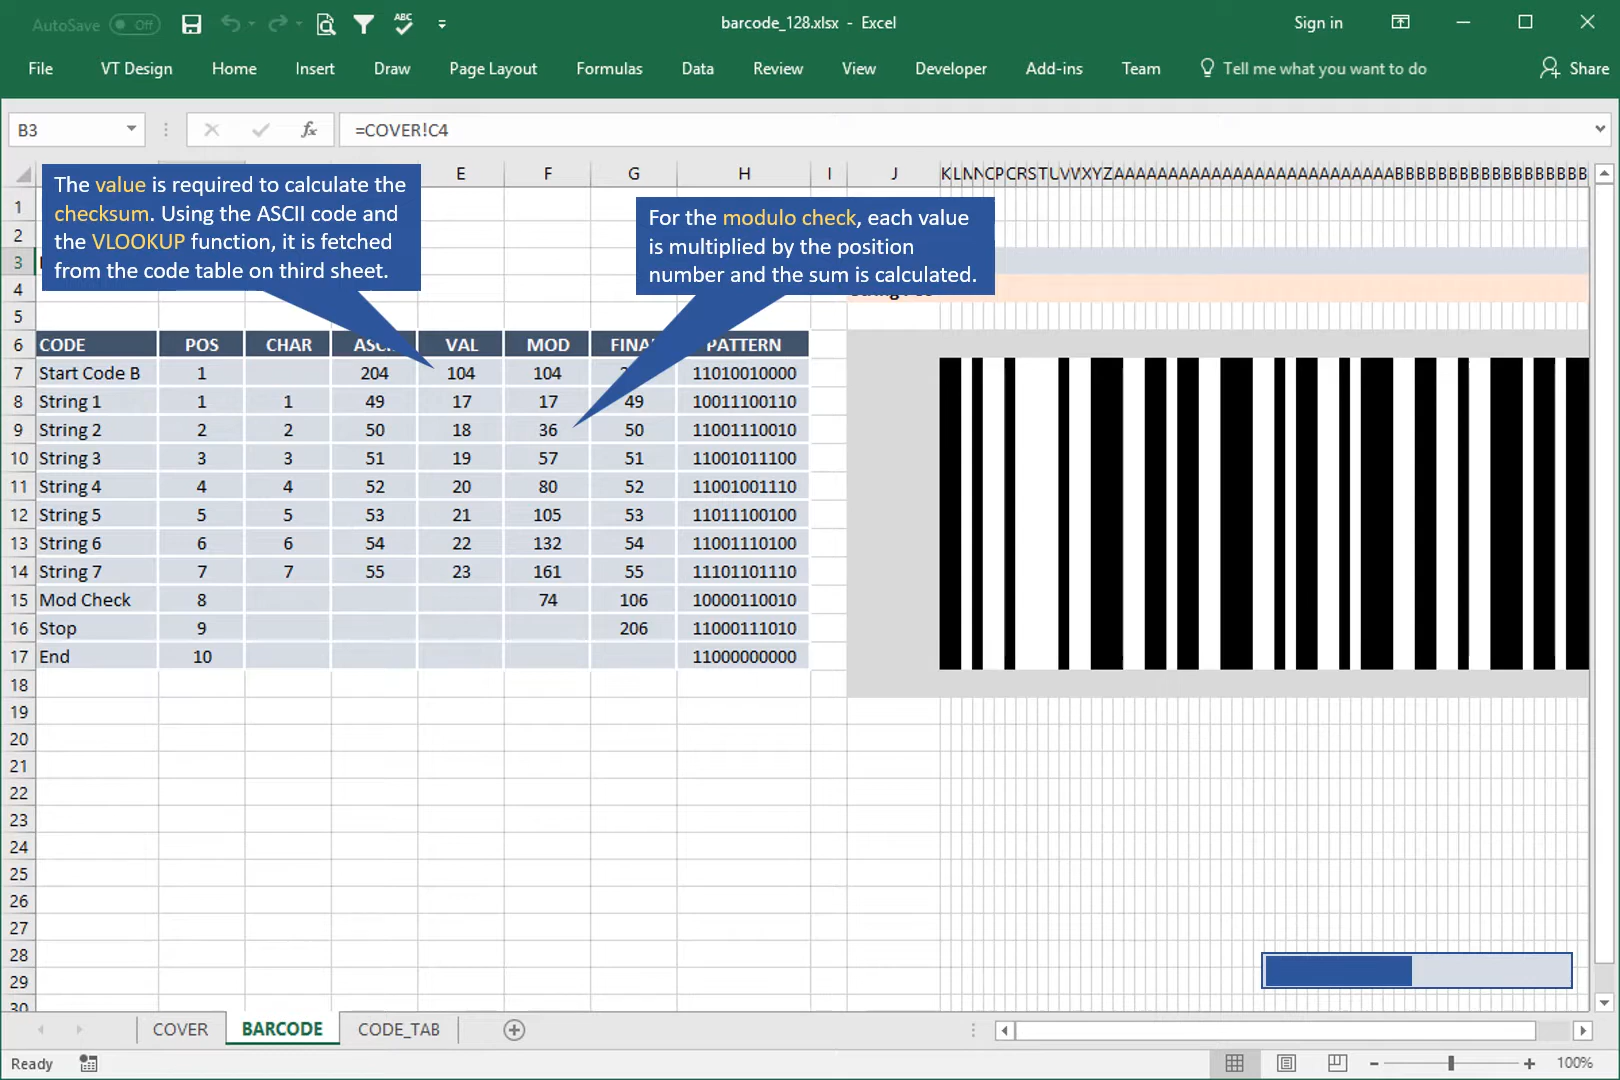 AutoSave Off
barcode_128.xlsx - Excel
Sign in
File VT Design Home Insert Draw Page Layout Formulas Data Review View Developer Add-ins Team Tell me what you want to do Share
B3 fx =COVER!C4
E F G H I J KLMNOPQRSTUVWXYZAAAAAAAAAAAAAAAAAAAAAAAAAABBBBBBBBBBBBBBBBBB
The value is required to calculate the
checksum. Using the ASCII code and
the VLOOKUP function, it is fetched
from the code table on third sheet.
For the modulo check, each value
is multiplied by the position
number and the sum is calculated.
1
2
3
4
5
6 CODE POS CHAR ASC VAL MOD FINA PATTERN
7 Start Code B 1 204 104 104 11010010000
8 String 1 1 1 49 17 17 49 10011100110
9 String 2 2 2 50 18 36 50 11001110010
10 String 3 3 3 51 19 57 51 11001011100
11 String 4 4 4 52 20 80 52 11001001110
12 String 5 5 5 53 21 105 53 11011100100
13 String 6 6 6 54 22 132 54 11001110100
14 String 7 7 7 55 23 161 55 11101101110
15 Mod Check 8 74 106 10000110010
16 Stop 9 206 11000111010
17 End 10 11000000000
18
19
20
21
22
23
24
25
26
27
28
29
30
COVER BARCODE CODE_TAB
Ready 100%